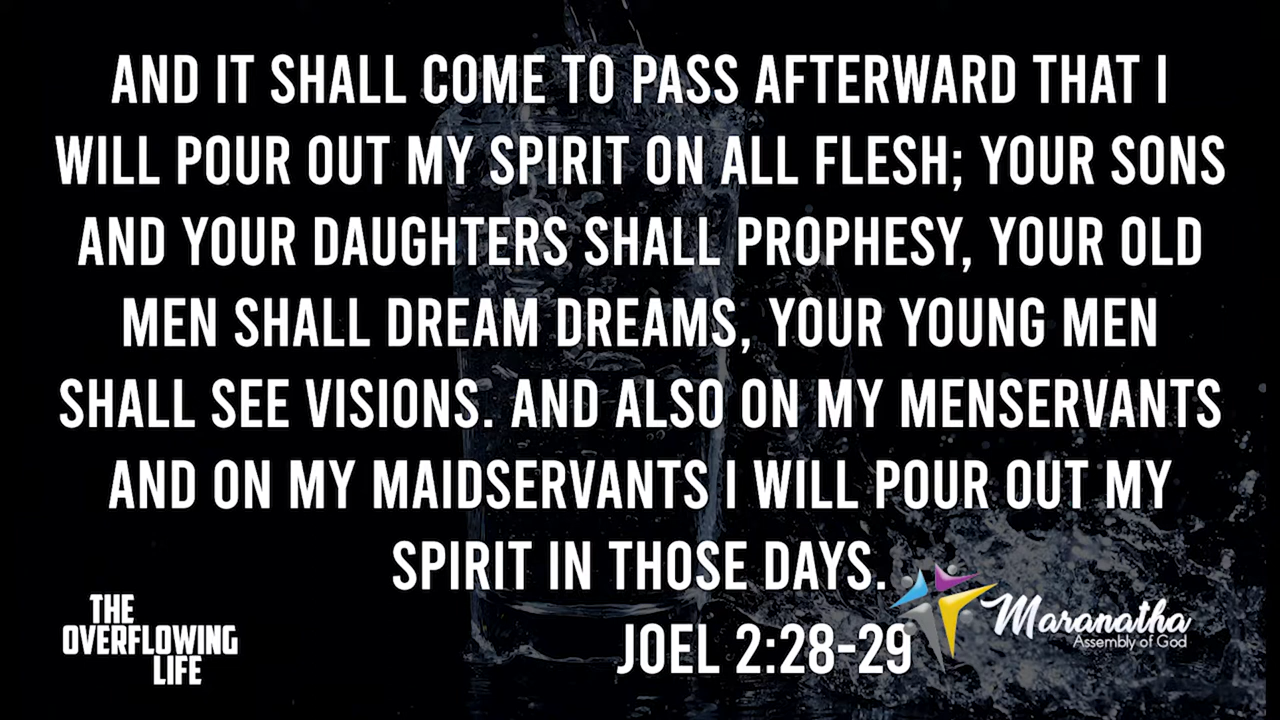 AND IT SHALL COME TO PASS AFTERWARD THAT I
WILL POUR OUT MY SPIRIT ON ALL FLESH; YOUR SONS
AND YOUR DAUGHTERS SHALL PROPHESY, YOUR OLD
MEN SHALL DREAM DREAMS, YOUR YOUNG MEN
SHALL SEE VISIONS. AND ALSO ON MY MENSERVANTS
AND ON MY MAIDSERVANTS I WILL POUR OUT MY
SPIRIT IN THOSE DAYS.
JOEL 2:28-29
THE
OVERFLOWING
LIFE
Maranatha
Assembly of God